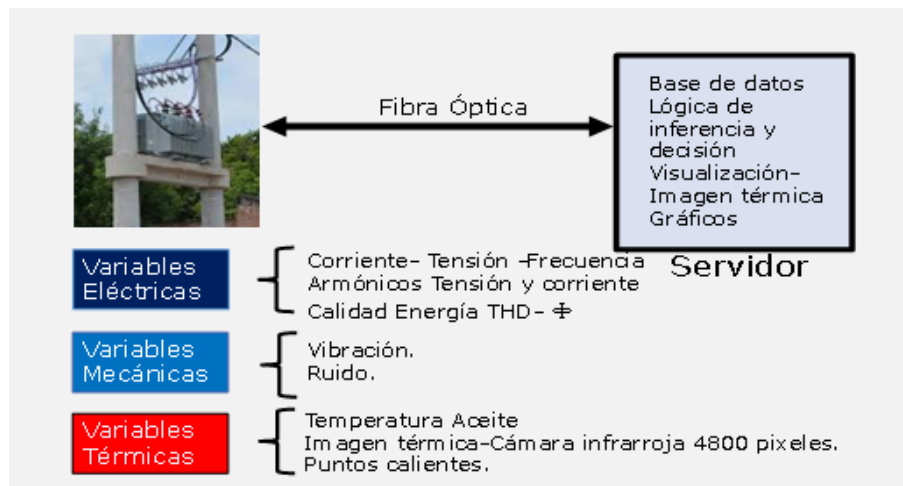 Fibra Óptica
Base de datos
Lógica de
inferencia y
decisión
Visualización-
Imagen térmica
Gráficos
Servidor
Variables
Eléctricas
Corriente- Tensión -Frecuencia
Armónicos Tensión y corriente
Calidad Energía THD-
Variables
Mecánicas
Vibración.
Ruido.
Variables
Térmicas
Temperatura Aceite
Imagen térmica-Cámara infrarroja 4800 pixeles.
Puntos calientes.